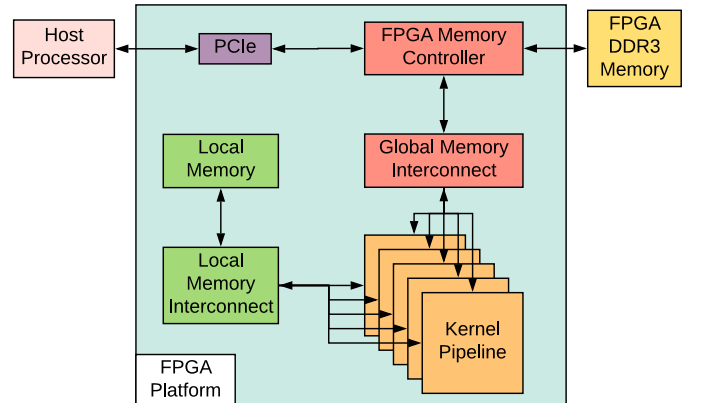 Host
Processor
PCIe
FPGA Memory
Controller
FPGA
DDR3
Memory
Local
Memory
Global Memory
Interconnect
Local
Memory
Interconnect
Kernel
Pipeline
FPGA
Platform